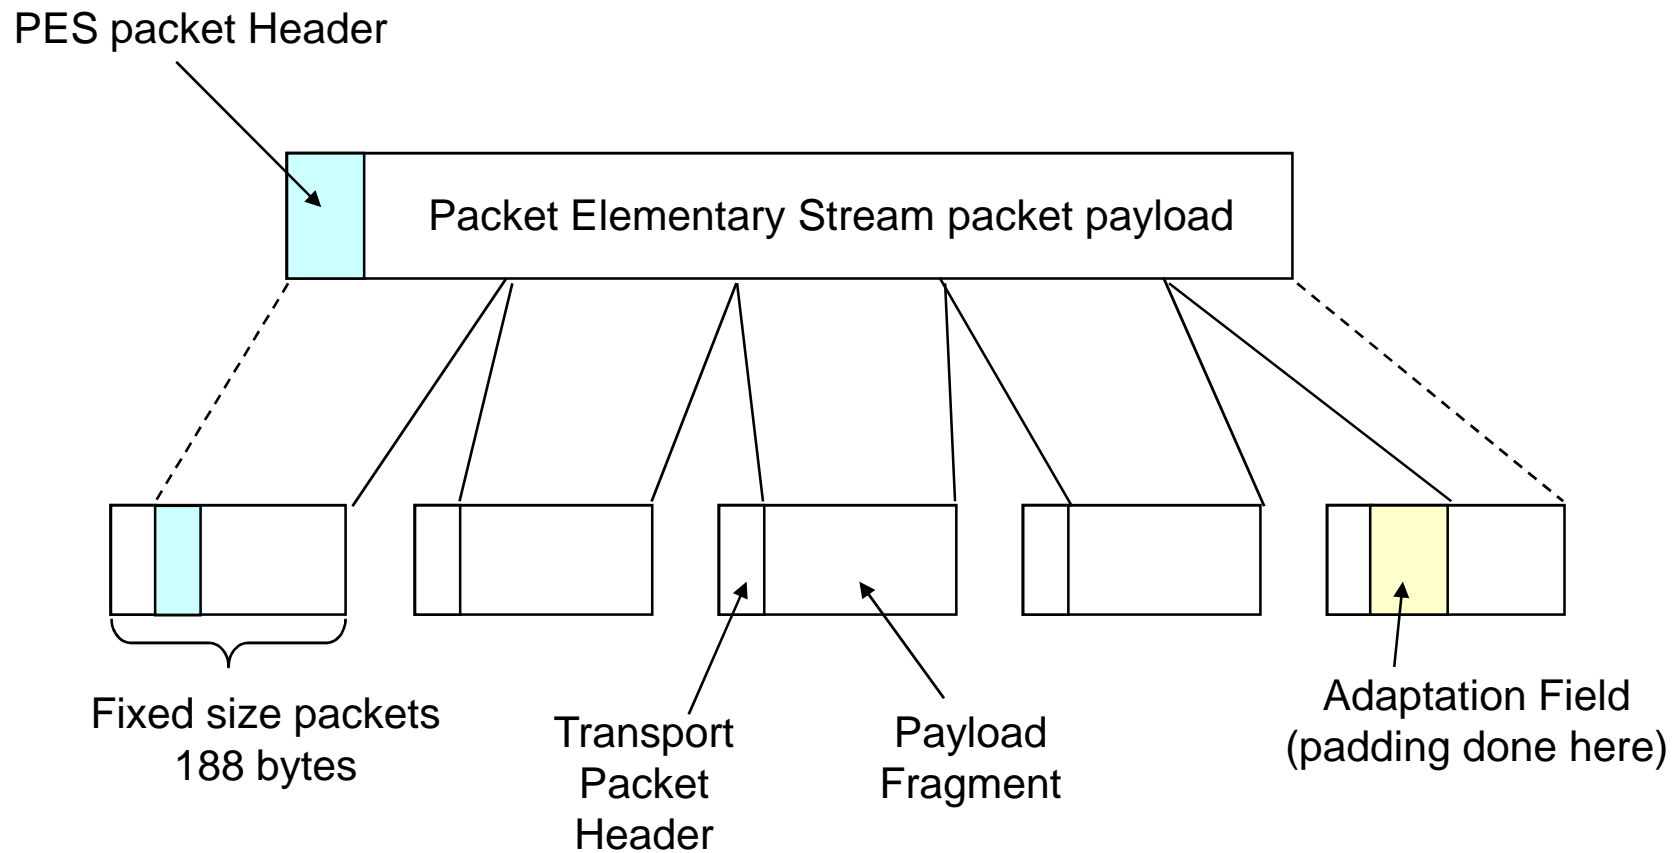 PES packet Header
Packet Elementary Stream packet payload
Fixed size packets
188 bytes
Transport
Packet
Header
Payload
Fragment
Adaptation Field
(padding done here)